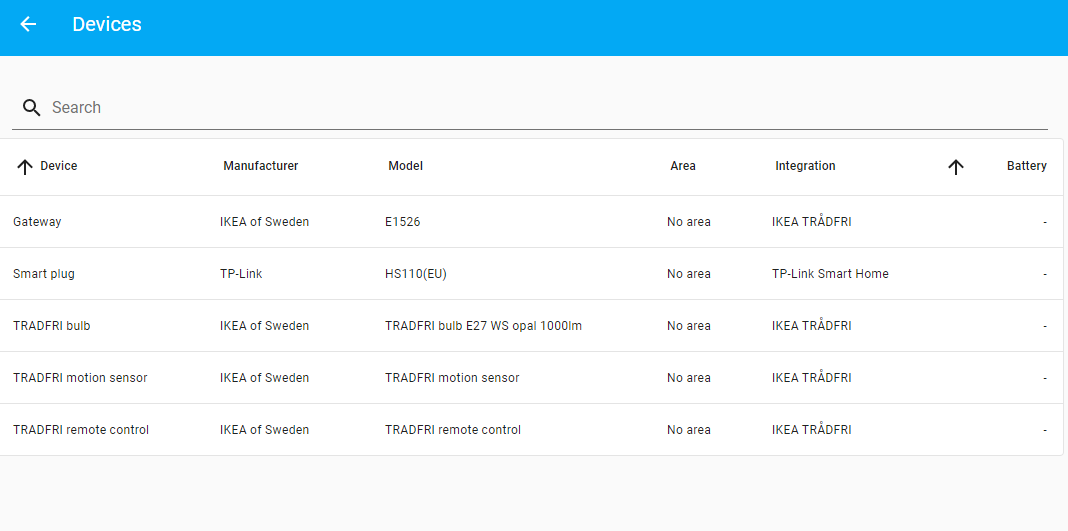 Devices
Search
Device Manufacturer Model Area Integration Battery
Gateway IKEA of Sweden E1526 No area IKEA TRÅDFRI -
Smart plug TP-Link HS110(EU) No area TP-Link Smart Home -
TRADFRI bulb IKEA of Sweden TRADFRI bulb E27 WS opal 1000lm No area IKEA TRÅDFRI -
TRADFRI motion sensor IKEA of Sweden TRADFRI motion sensor No area IKEA TRÅDFRI -
TRADFRI remote control IKEA of Sweden TRADFRI remote control No area IKEA TRÅDFRI -